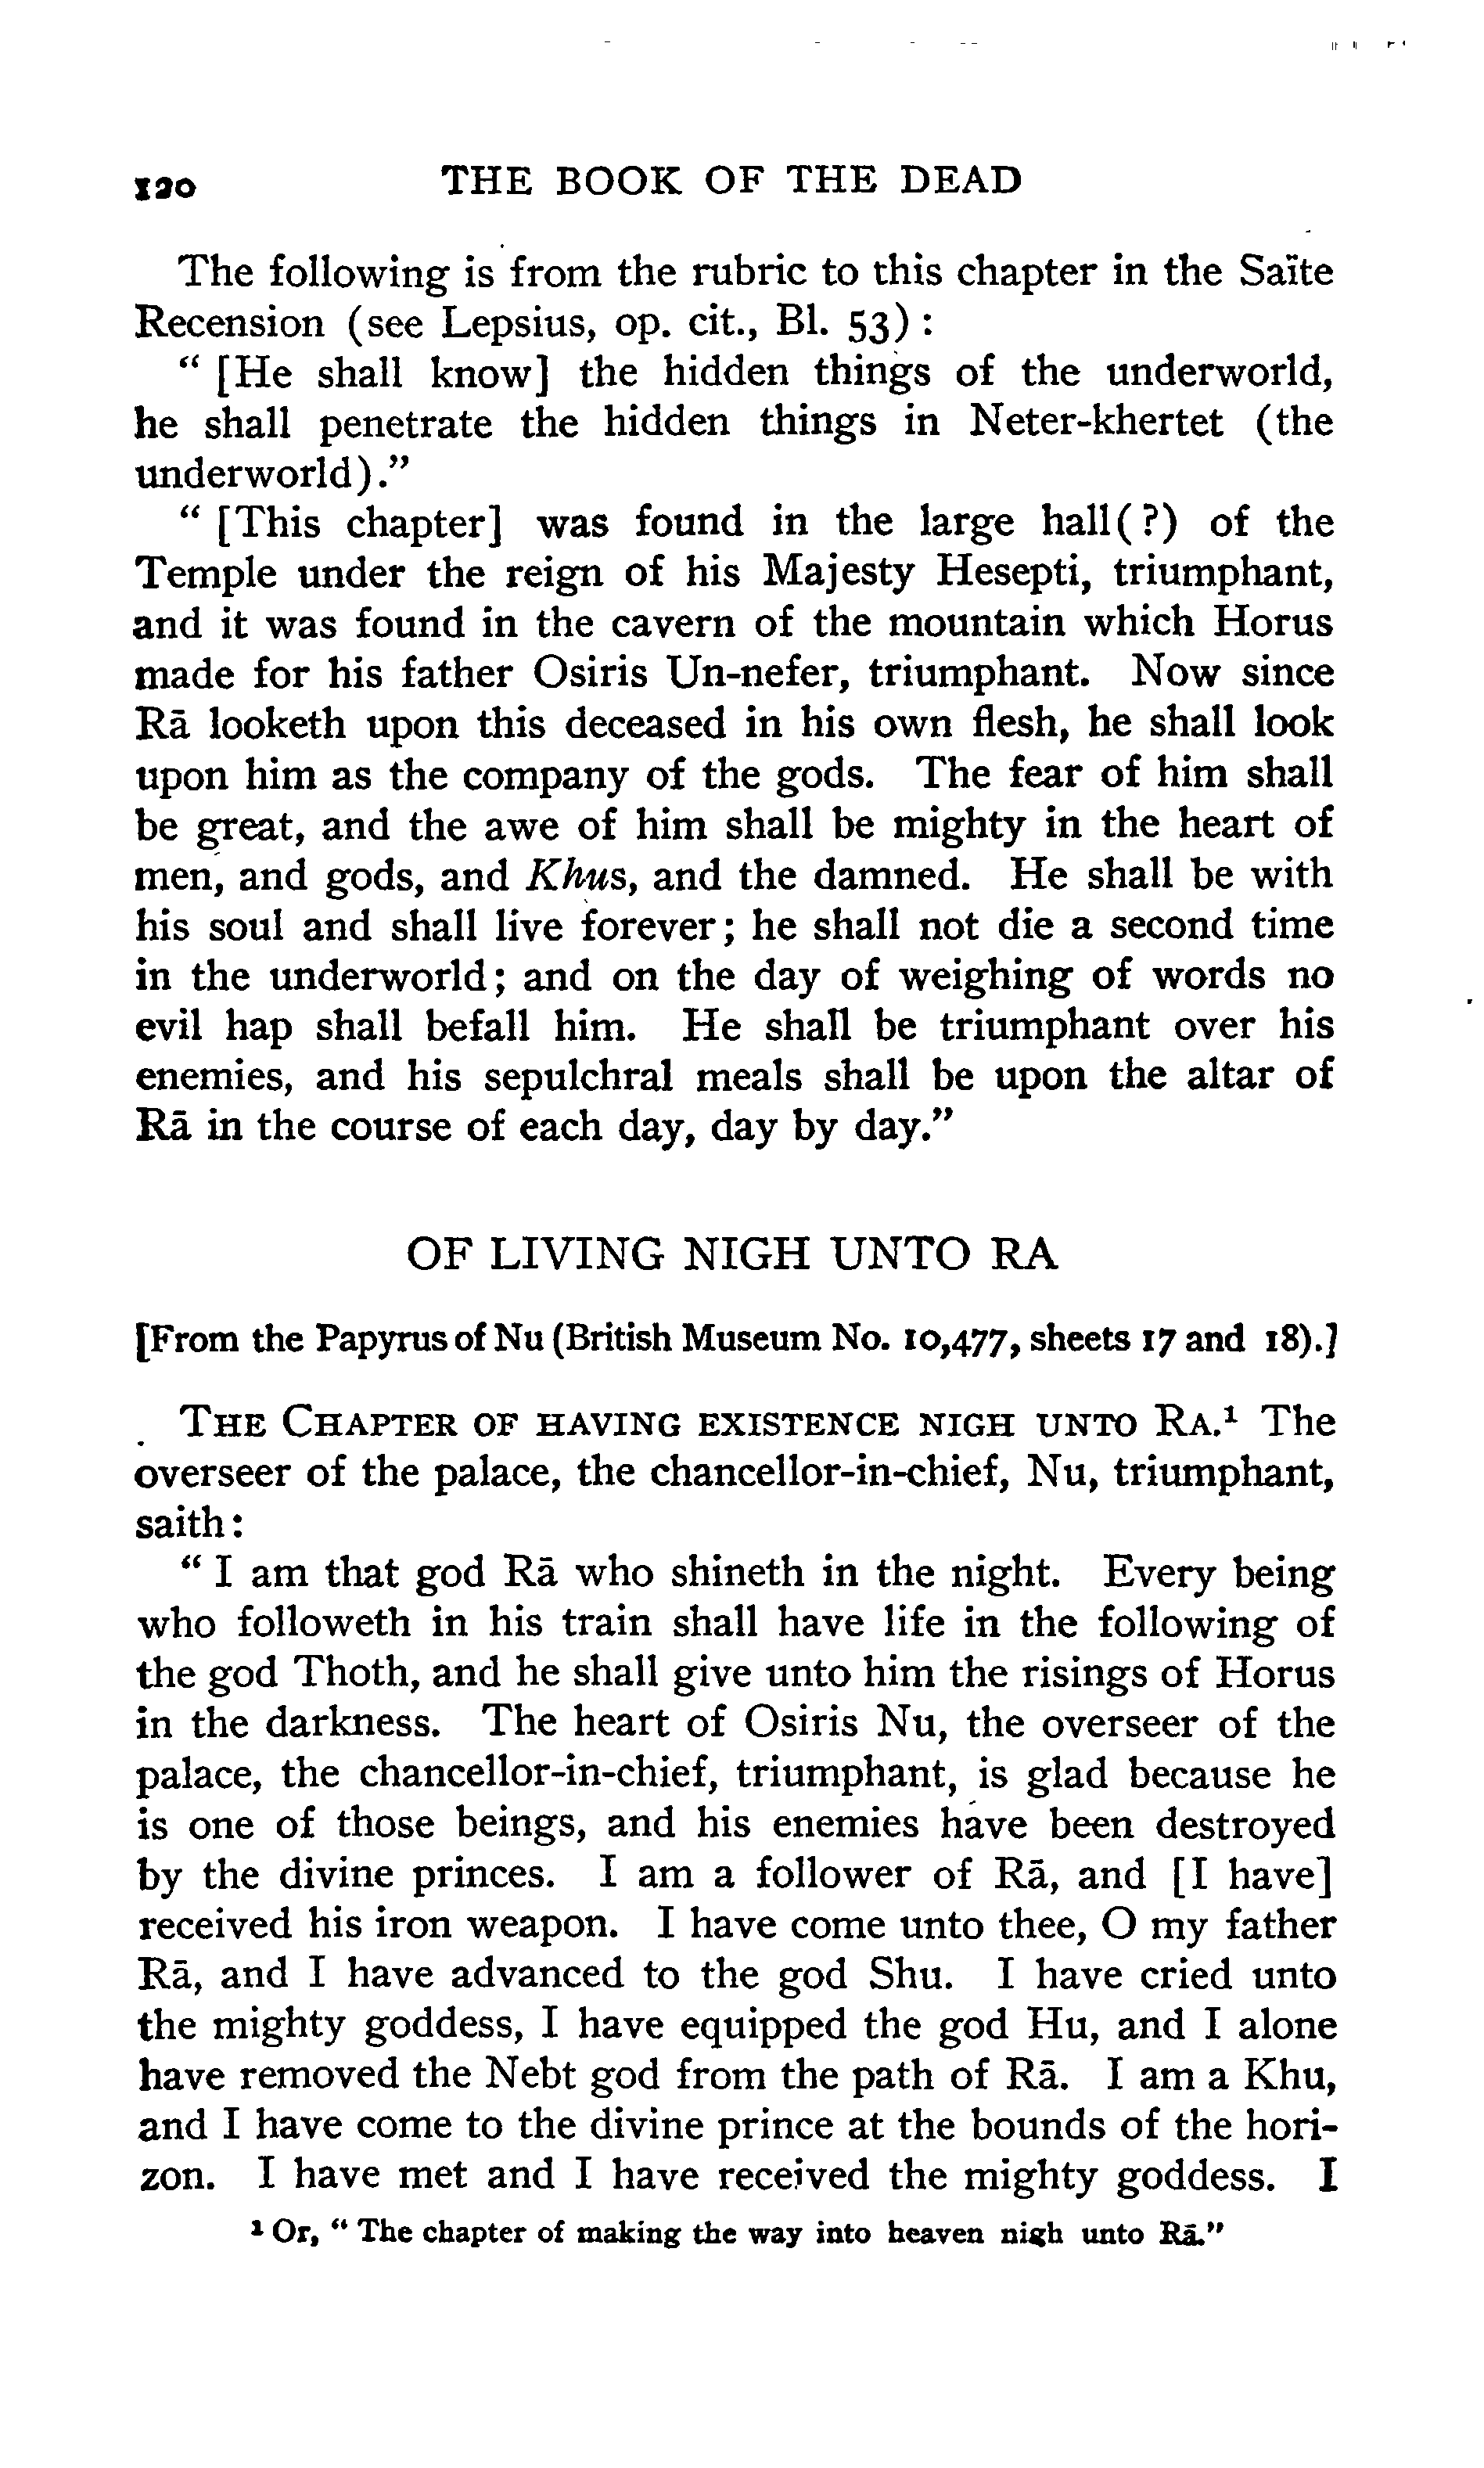 120 THE BOOK OF THE DEAD
The following is from the rubric to this chapter in the Saïte
Recension (see Lepsius, op. cit., Bl. 53) :
“ [He shall know] the hidden things of the underworld,
he shall penetrate the hidden things in Neter-khertet (the
underworld).”
“ [This chapter] was found in the large hall(?) of the
Temple under the reign of his Majesty Hesepti, triumphant,
and it was found in the cavern of the mountain which Horus
made for his father Osiris Un-nefer, triumphant. Now since
Rā looketh upon this deceased in his own flesh, he shall look
upon him as the company of the gods. The fear of him shall
be great, and the awe of him shall be mighty in the heart of
men, and gods, and Khus, and the damned. He shall be with
his soul and shall live forever; he shall not die a second time
in the underworld; and on the day of weighing of words no
evil hap shall befall him. He shall be triumphant over his
enemies, and his sepulchral meals shall be upon the altar of
Rā in the course of each day, day by day.”
OF LIVING NIGH UNTO RA
[From the Papyrus of Nu (British Museum No. 10,477, sheets 17 and 18).]
THE CHAPTER OF HAVING EXISTENCE NIGH UNTO RA.¹ The
overseer of the palace, the chancellor-in-chief, Nu, triumphant,
saith:
“ I am that god Rā who shineth in the night. Every being
who followeth in his train shall have life in the following of
the god Thoth, and he shall give unto him the risings of Horus
in the darkness. The heart of Osiris Nu, the overseer of the
palace, the chancellor-in-chief, triumphant, is glad because he
is one of those beings, and his enemies have been destroyed
by the divine princes. I am a follower of Rā, and [I have]
received his iron weapon. I have come unto thee, O my father
Rā, and I have advanced to the god Shu. I have cried unto
the mighty goddess, I have equipped the god Hu, and I alone
have removed the Nebt god from the path of Rā. I am a Khu,
and I have come to the divine prince at the bounds of the hori-
zon. I have met and I have received the mighty goddess. I
¹ Or, “ The chapter of making the way into heaven nigh unto Rā.”